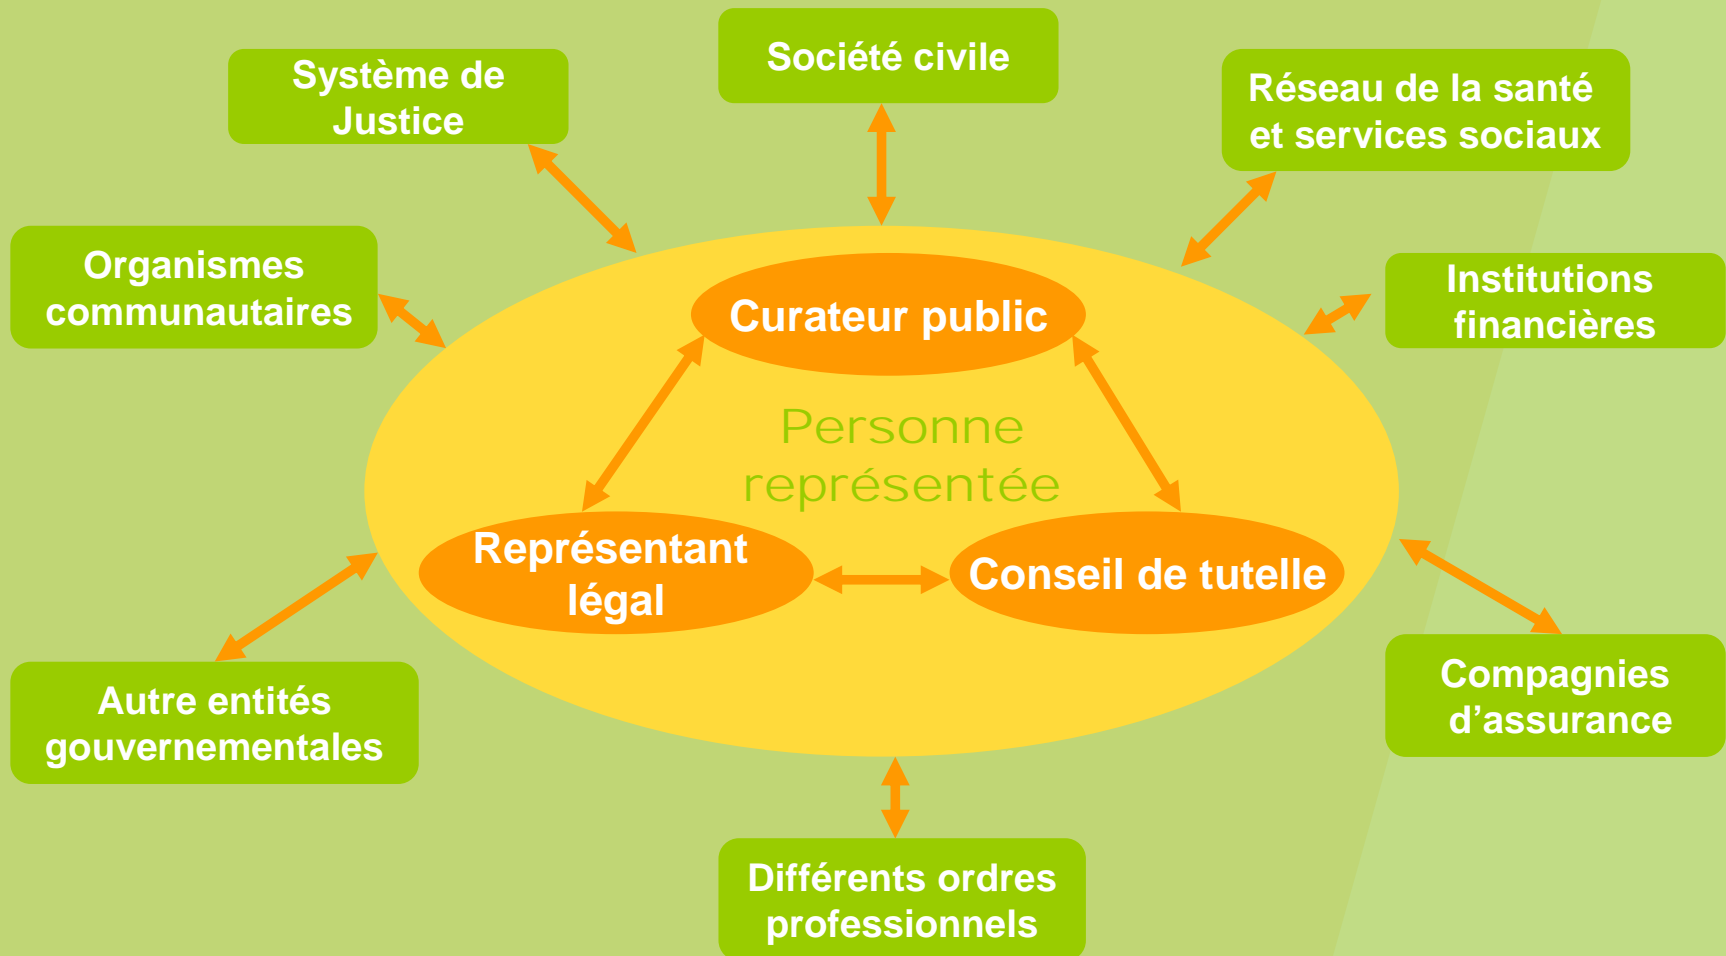 Société civile
Système de
Justice
Réseau de la santé
et services sociaux
Organismes
communautaires
Institutions
financières
Curateur public
Personne
représentée
Représentant
légal
Conseil de tutelle
Autre entités
gouvernementales
Compagnies
d’assurance
Différents ordres
professionnels